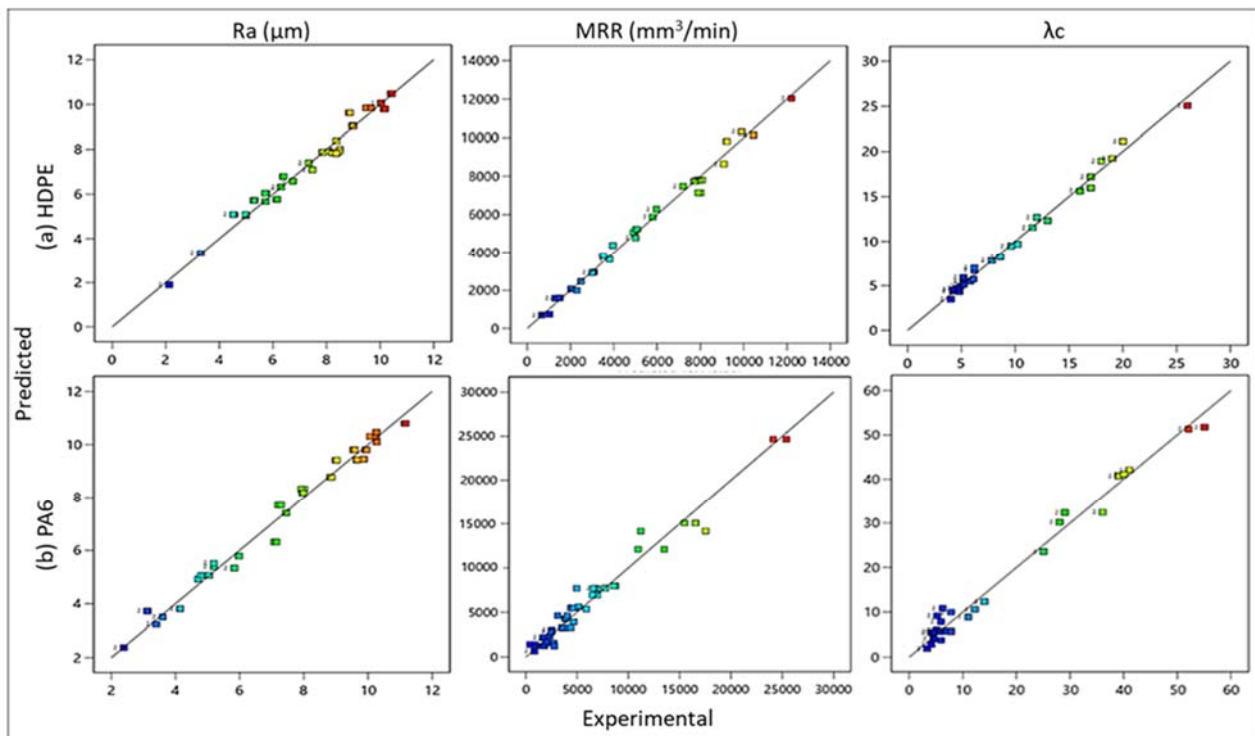 Ra (μm) MRR (mm³/min) λc
12 14000 30
10 12000 25
8 10000 20
6 8000 15
4 6000 10
2 4000 5
0 2000 0
0
0 2 4 6 8 10 12
0 2000 4000 6000 8000 10000 12000 14000
0 5 10 15 20 25 30
(a) HDPE
Predicted
12 30000 60
10 25000 50
8 20000 40
6 15000 30
4 10000 20
2 5000 10
0 0
2 4 6 8 10 12
0 5000 10000 15000 20000 25000 30000
0 10 20 30 40 50 60
(b) PA6
Experimental